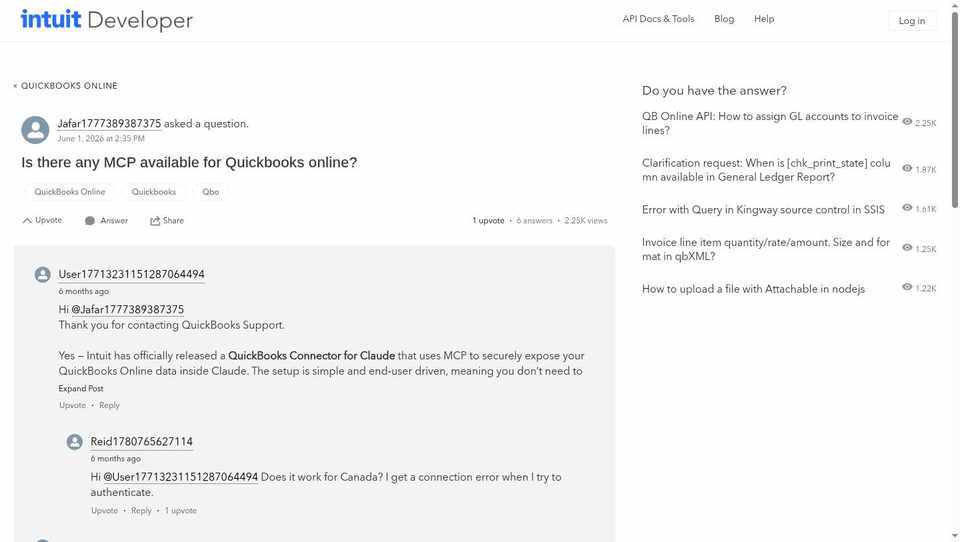 intuit Developer
API Docs & Tools
Blog
Help
Log in
< QUICKBOOKS ONLINE
Jafar1777389387375 asked a question.
June 1, 2026 at 2:35 PM
Is there any MCP available for Quickbooks online?
QuickBooks Online
Quickbooks
Qbo
Upvote
Answer
Share
1 upvote • 6 answers • 2.25K views
User17713231151287064494
6 months ago
Hi @Jafar1777389387375
Thank you for contacting QuickBooks Support.
Yes – Intuit has officially released a QuickBooks Connector for Claude that uses MCP to securely expose your
QuickBooks Online data inside Claude. The setup is simple and end-user driven, meaning you don't need to
Expand Post
Upvote • Reply
Reid1780765627114
6 months ago
Hi @User17713231151287064494 Does it work for Canada? I get a connection error when I try to
authenticate.
Upvote • Reply • 1 upvote
Do you have the answer?
QB Online API: How to assign GL accounts to invoice
lines?
2.25K
Clarification request: When is [chk_print_state] colu
mn available in General Ledger Report?
1.87K
Error with Query in Kingway source control in SSIS
1.61K
Invoice line item quantity/rate/amount. Size and for
mat in qbXML?
1.25K
How to upload a file with Attachable in nodejs
1.22K